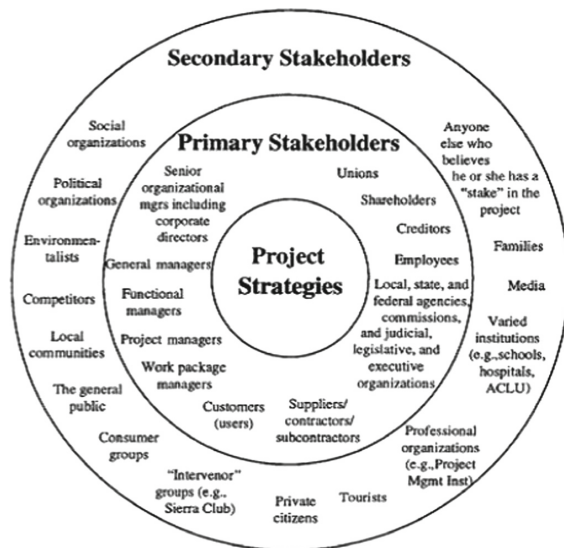 Secondary Stakeholders
Social
organizations
Political
organizations
Environmen-
talists
Competitors
Local
communities
The general
public
Consumer
groups
"Intervenor"
groups (e.g.,
Sierra Club)
Private
citizens
Tourists
Professional
organizations
(e.g.,Project
Mgmt Inst)
Varied
institutions
(e.g.,schools,
hospitals,
ACLU)
Media
Families
Anyone
else who
believes
he or she has a
"stake" in the
project
Primary Stakeholders
Senior
organizational
mgrs including
corporate
directors
General managers
Functional
managers
Project managers
Work package
managers
Customers
(users)
Suppliers/
contractors/
subcontractors
Local, state, and
federal agencies,
commissions,
and judicial,
legislative, and
executive
organizations
Employees
Creditors
Shareholders
Unions
Project
Strategies